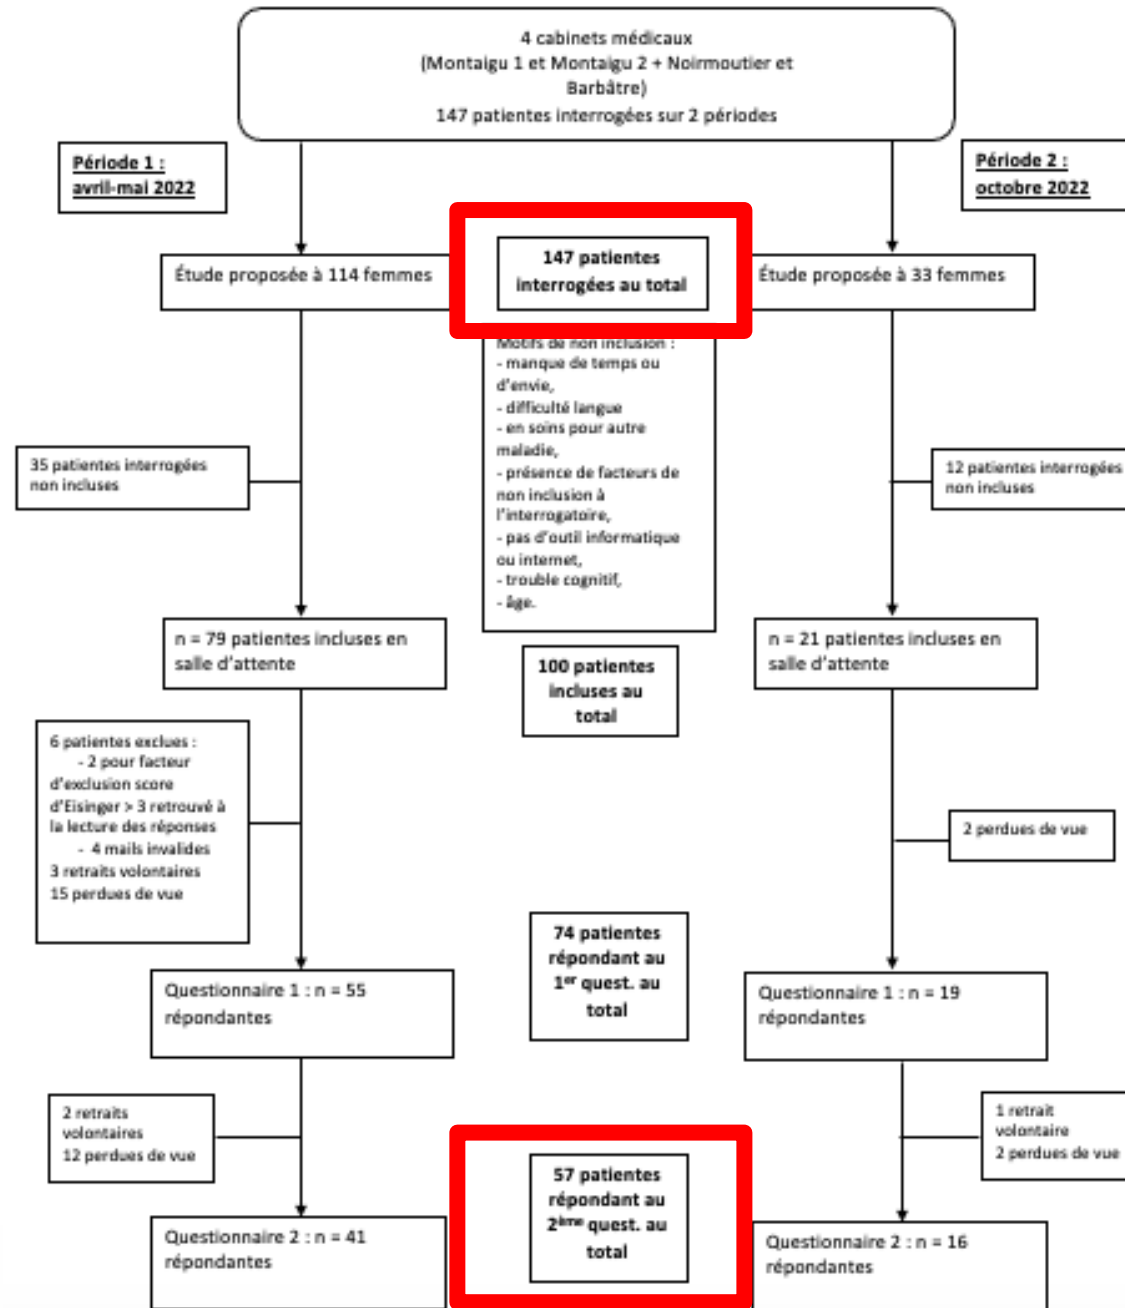 4 cabinets médicaux
(Montaigu 1 et Montaigu 2 + Noirmoutier et
Barbâtre)
147 patientes interrogées sur 2 périodes
Période 1 :
avril-mai 2022
Période 2 :
octobre 2022
Étude proposée à 114 femmes
147 patientes
interrogées au total
Étude proposée à 33 femmes
Motifs de non inclusion :
- manque de temps ou
d'envie,
- difficulté langue
- en soins pour autre
maladie,
- présence de facteurs de
non inclusion à
l'interrogatoire,
- pas d'outil informatique
ou internet,
- trouble cognitif,
- âge.
35 patientes interrogées
non incluses
12 patientes interrogées
non incluses
n = 79 patientes incluses en
salle d'attente
100 patientes
incluses au
total
n = 21 patientes incluses en
salle d'attente
6 patientes exclues :
- 2 pour facteur
d'exclusion score
d'Eisinger > 3 retrouvé à
la lecture des réponses
- 4 mails invalides
3 retraits volontaires
15 perdues de vue
2 perdues de vue
74 patientes
répondant au
1er quest. au
total
Questionnaire 1 : n = 55
répondantes
Questionnaire 1 : n = 19
répondantes
2 retraits
volontaires
12 perdues de vue
1 retrait
volontaire
2 perdues de vue
57 patientes
répondant au
2ème quest. au
total
Questionnaire 2 : n = 41
répondantes
Questionnaire 2 : n = 16
répondantes